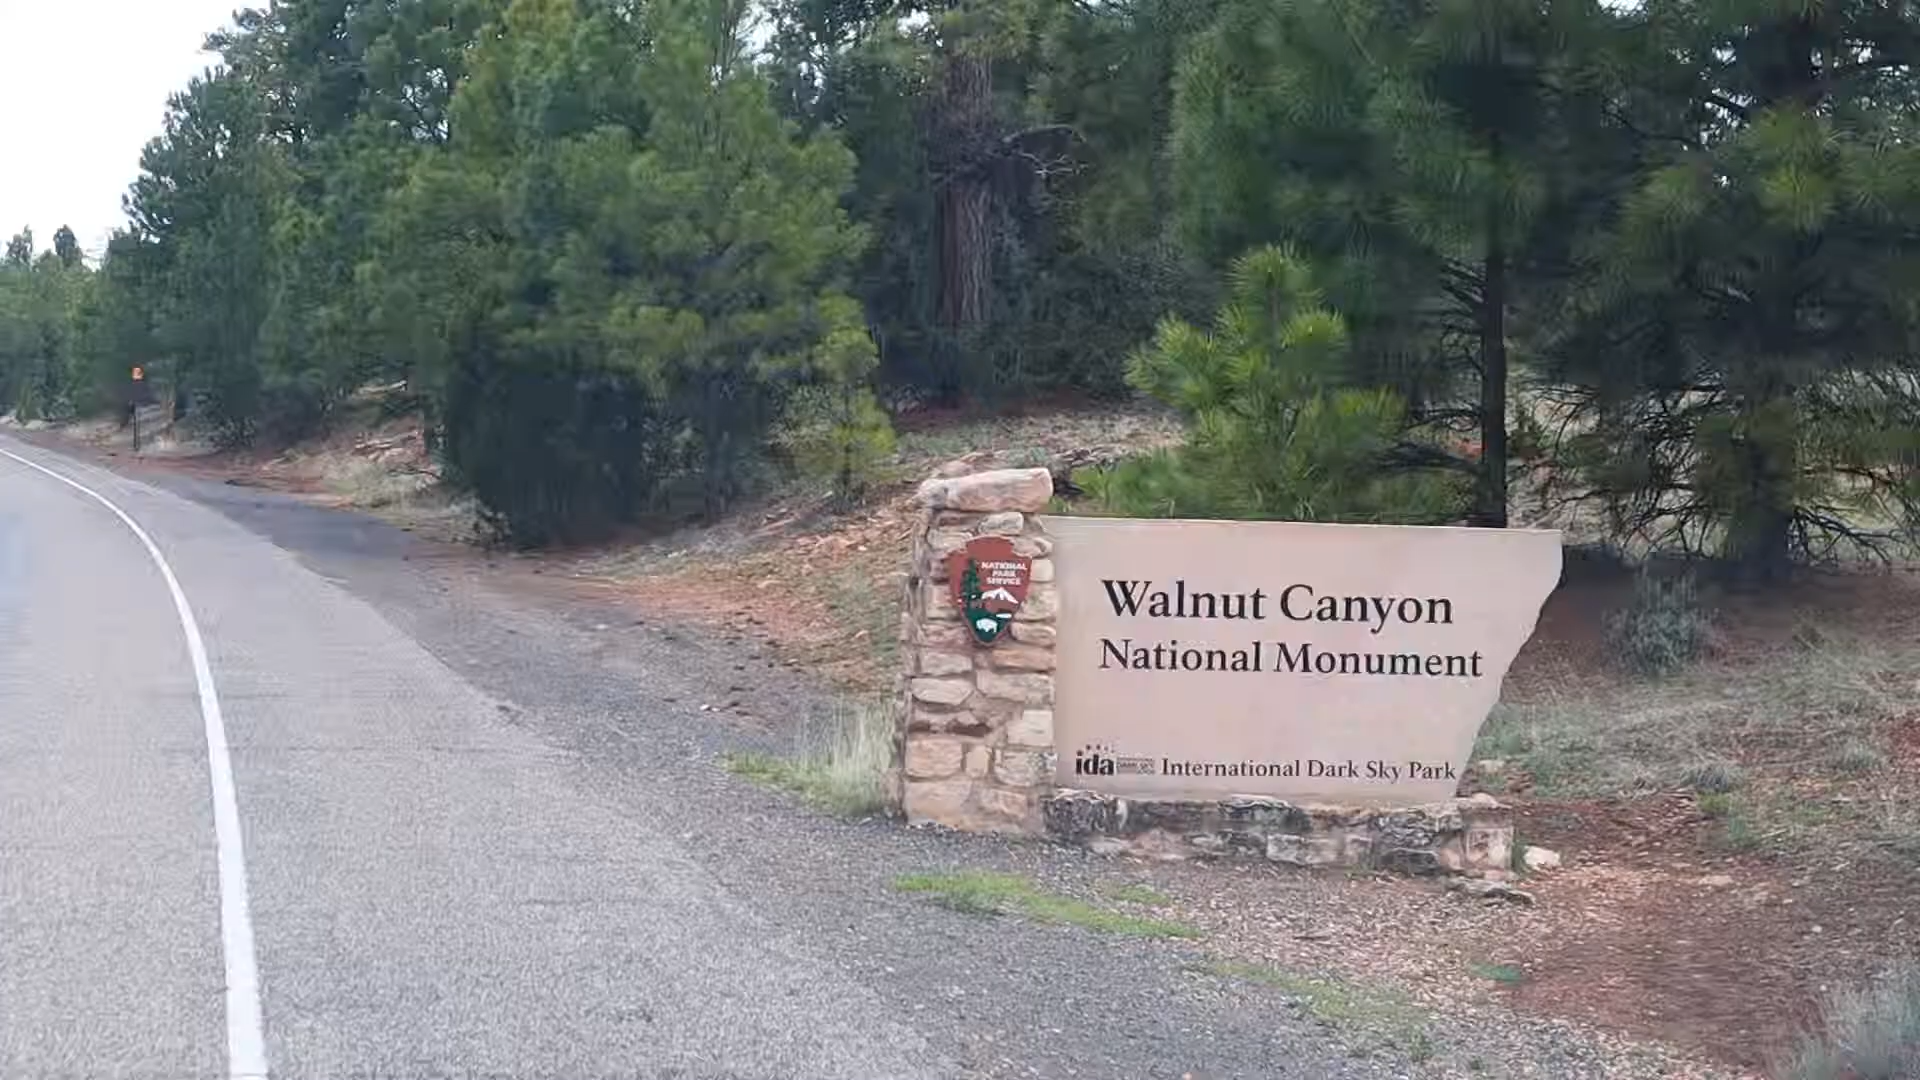 NATIONAL
PARK
SERVICE
Walnut Canyon
National Monument
ida
International Dark Sky Park